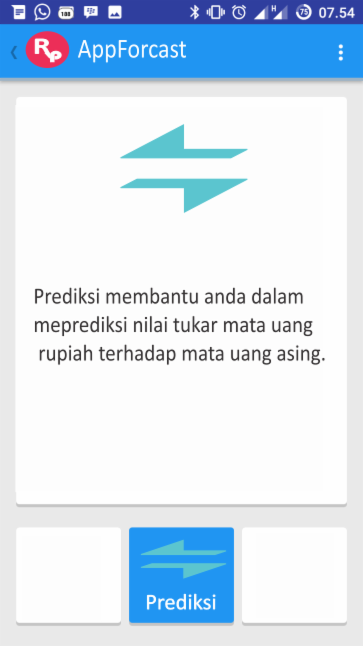 188 H 75 07.54
Rp AppForcast
Prediksi membantu anda dalam
meprediksi nilai tukar mata uang
rupiah terhadap mata uang asing.
Prediksi